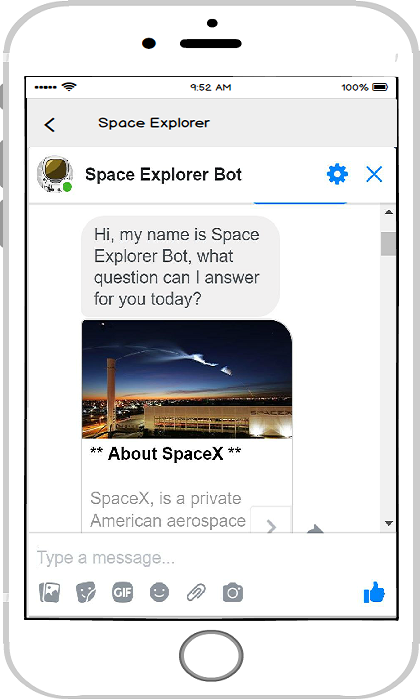 9:52 AM
100%
Space Explorer
Space Explorer Bot
Hi, my name is Space
Explorer Bot, what
question can I answer
for you today?
SPACEX
** About SpaceX **
SpaceX, is a private
American aerospace
Type a message...
GIF